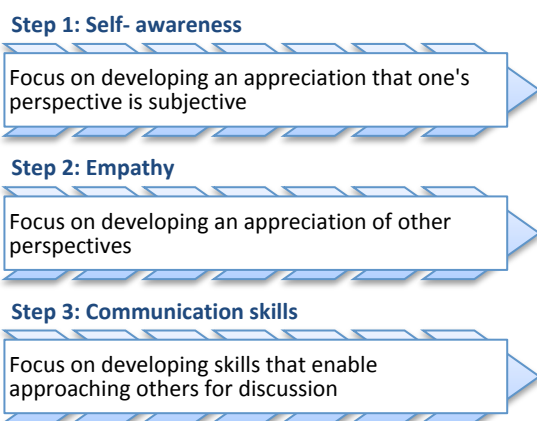 Step 1: Self- awareness
Focus on developing an appreciation that one's
perspective is subjective
Step 2: Empathy
Focus on developing an appreciation of other
perspectives
Step 3: Communication skills
Focus on developing skills that enable
approaching others for discussion